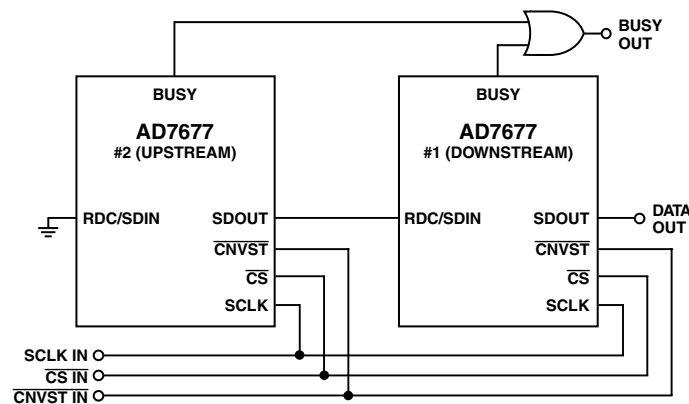 BUSY
OUT
BUSY
BUSY
AD7677
#2 (UPSTREAM)
AD7677
#1 (DOWNSTREAM)
RDC/SDIN
SDOUT
RDC/SDIN
SDOUT
DATA
OUT
CNVST
CNVST
CS
CS
SCLK
SCLK
SCLK IN
CS IN
CNVST IN